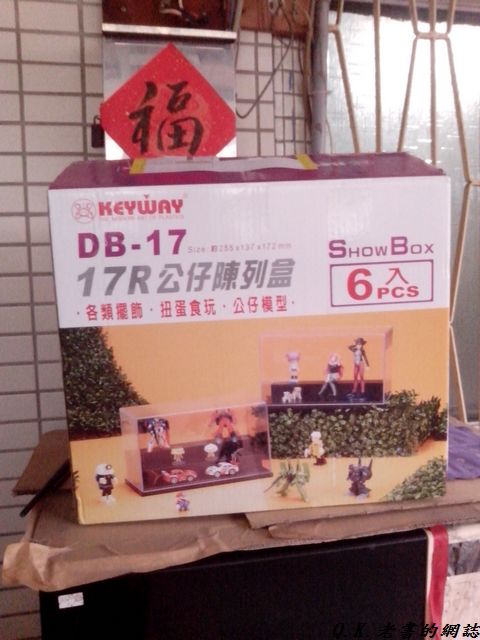 福
KEYWAY
DB-17
Size:約255x137x172mm
17R公仔陳列盒
·各類擺飾·扭蛋食玩·公仔模型·
SHOW BOX
6入
PCS
O.K.老李的網誌